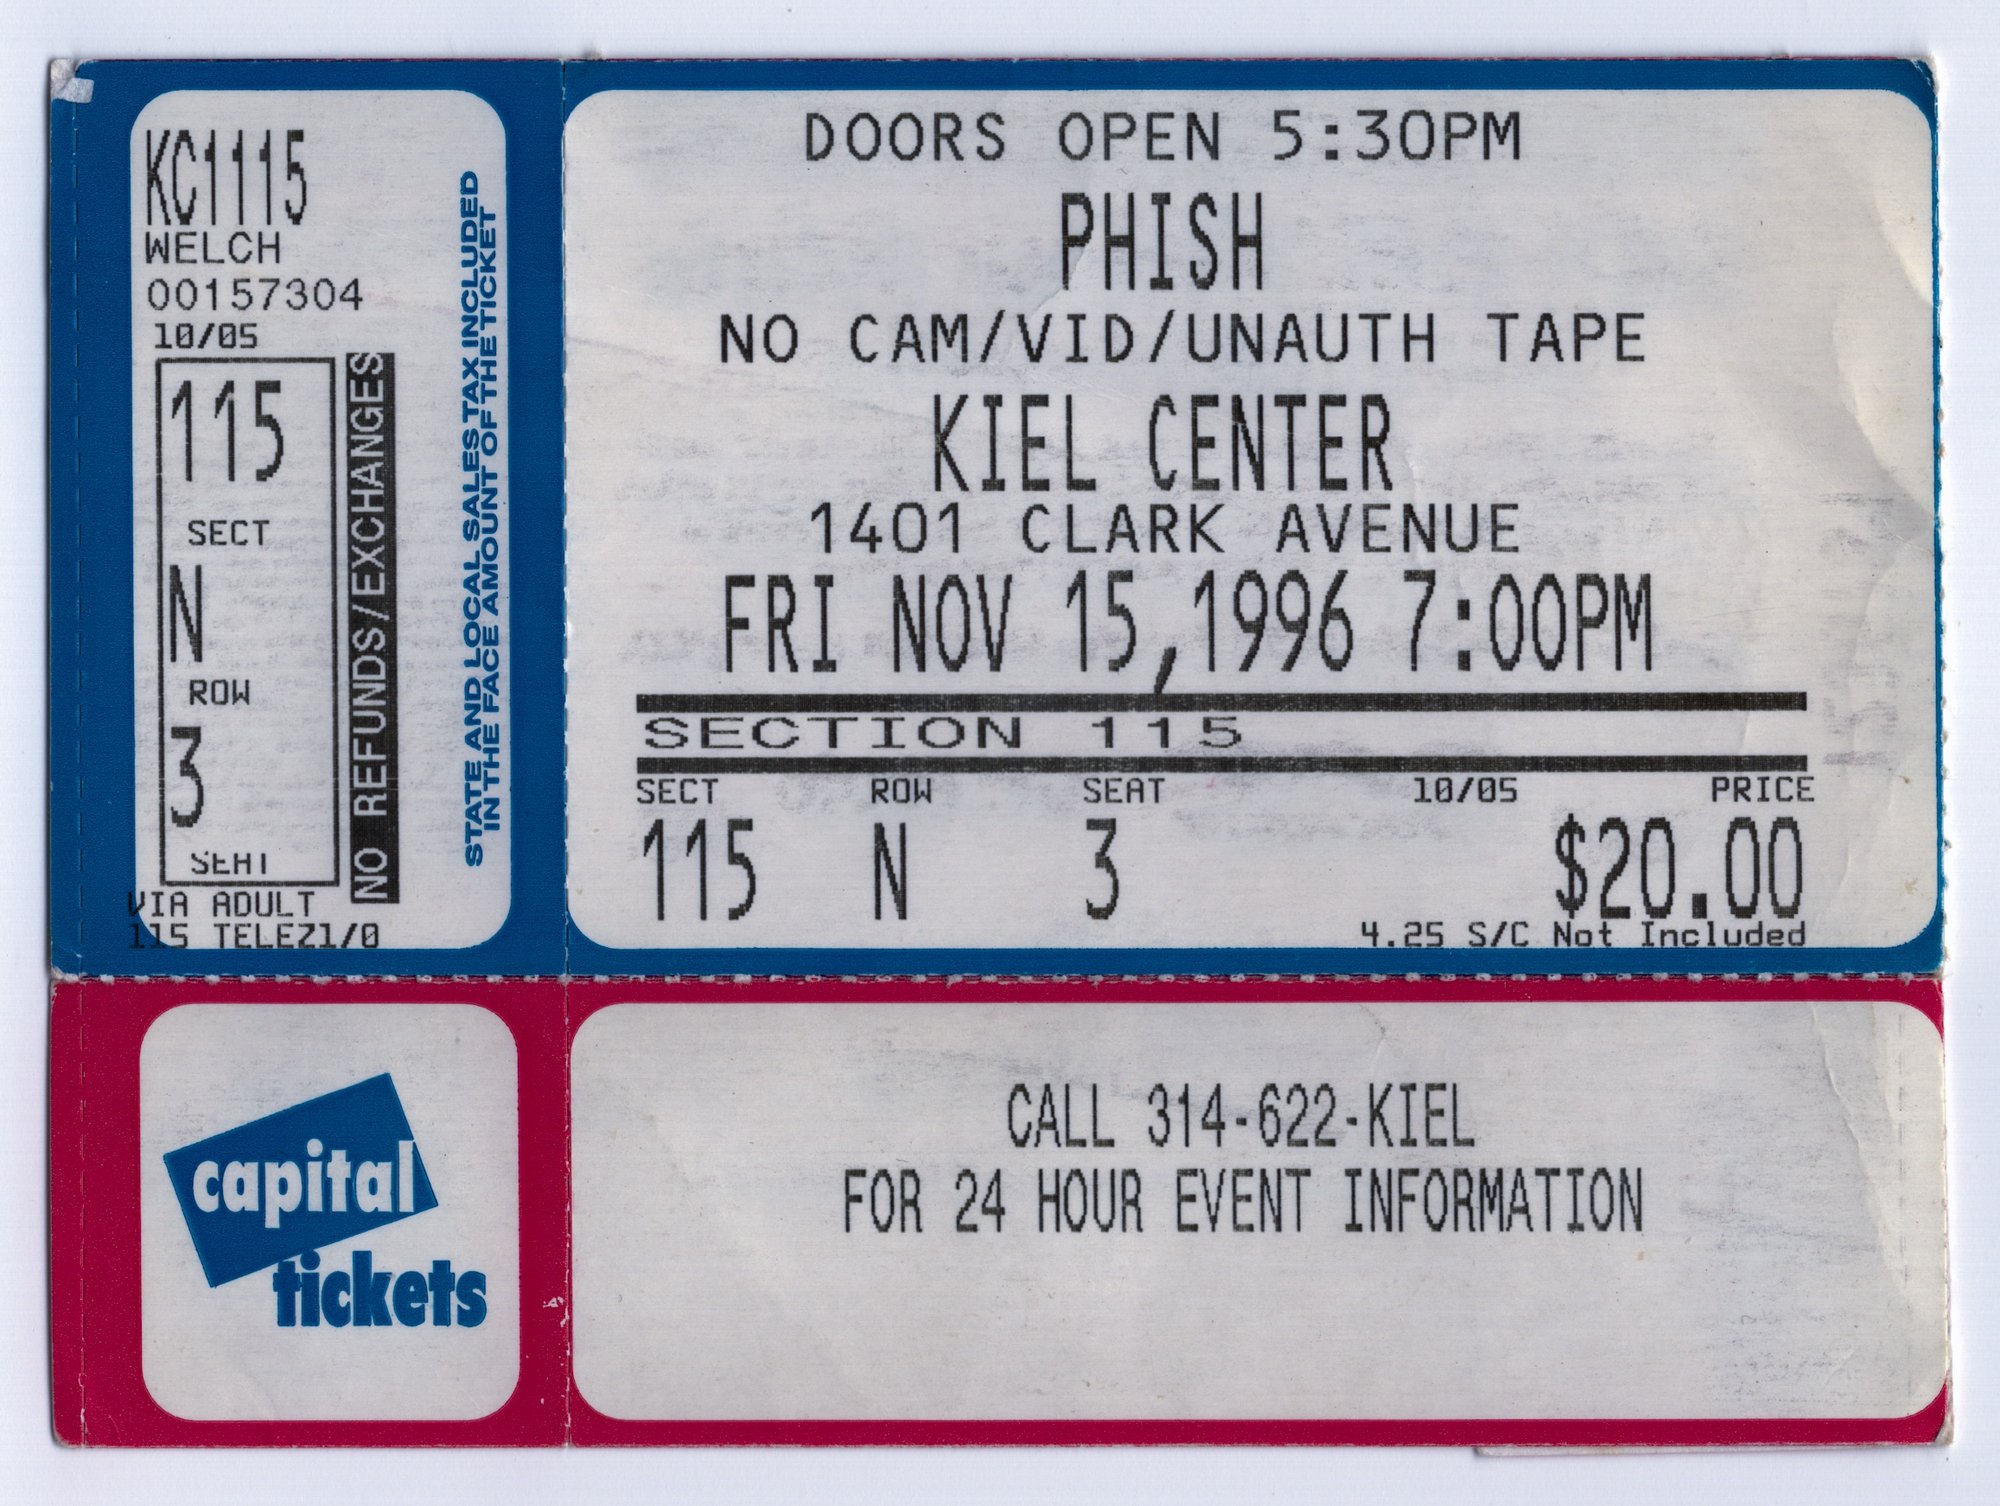 KC1115
WELCH
00157304
10/05
115
SECT
N
ROW
3
SEAT
NO REFUNDS/EXCHANGES
VIA ADULT
115 TELEZ1/0
STATE AND LOCAL SALES TAX INCLUDED
IN THE FACE AMOUNT OF THE TICKET
DOORS OPEN 5:30PM
PHISH
NO CAM/VID/UNAUTH TAPE
KIEL CENTER
1401 CLARK AVENUE
FRI NOV 15,1996 7:00PM
SECTION 115
SECT ROW SEAT 10/05 PRICE
115 N 3 $20.00
4.25 S/C Not Included
capital
tickets
CALL 314-622-KIEL
FOR 24 HOUR EVENT INFORMATION